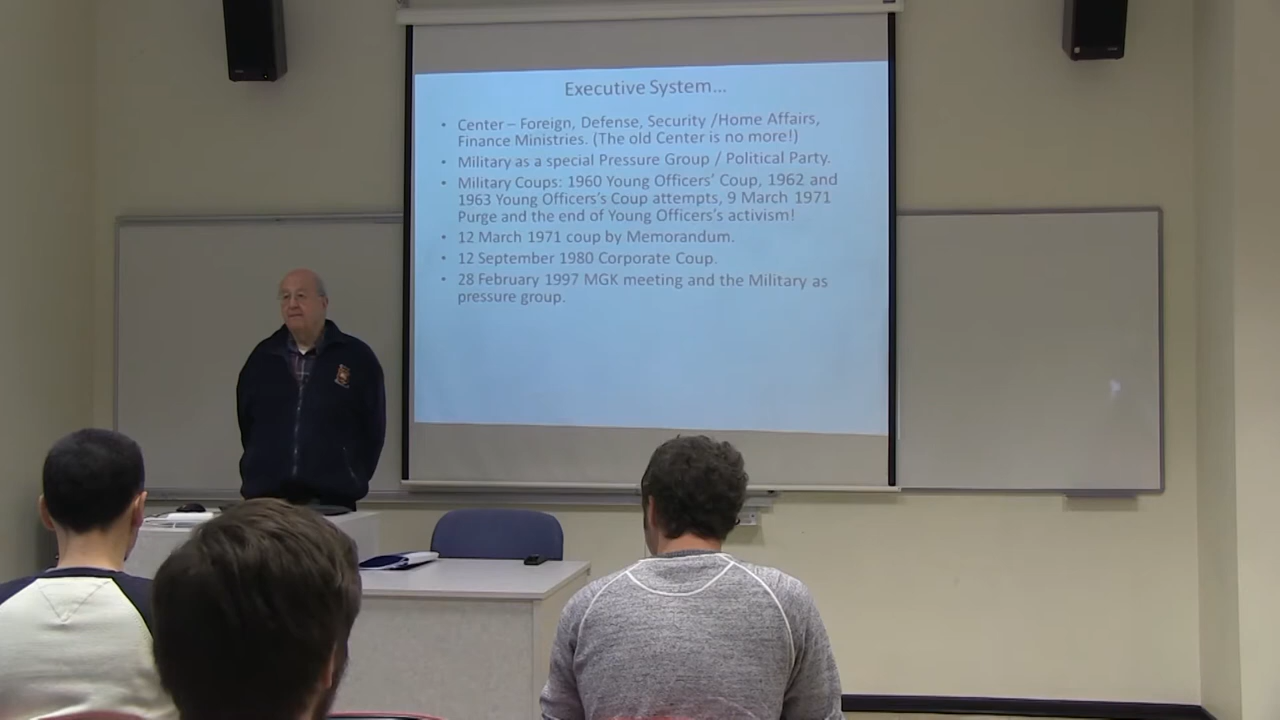 Executive System...
• Center – Foreign, Defense, Security /Home Affairs,
Finance Ministries. (The old Center is no more!)
• Military as a special Pressure Group / Political Party.
• Military Coups: 1960 Young Officers' Coup, 1962 and
1963 Young Officers's Coup attempts, 9 March 1971
Purge and the end of Young Officers's activism!
• 12 March 1971 coup by Memorandum.
• 12 September 1980 Corporate Coup.
• 28 February 1997 MGK meeting and the Military as
pressure group.